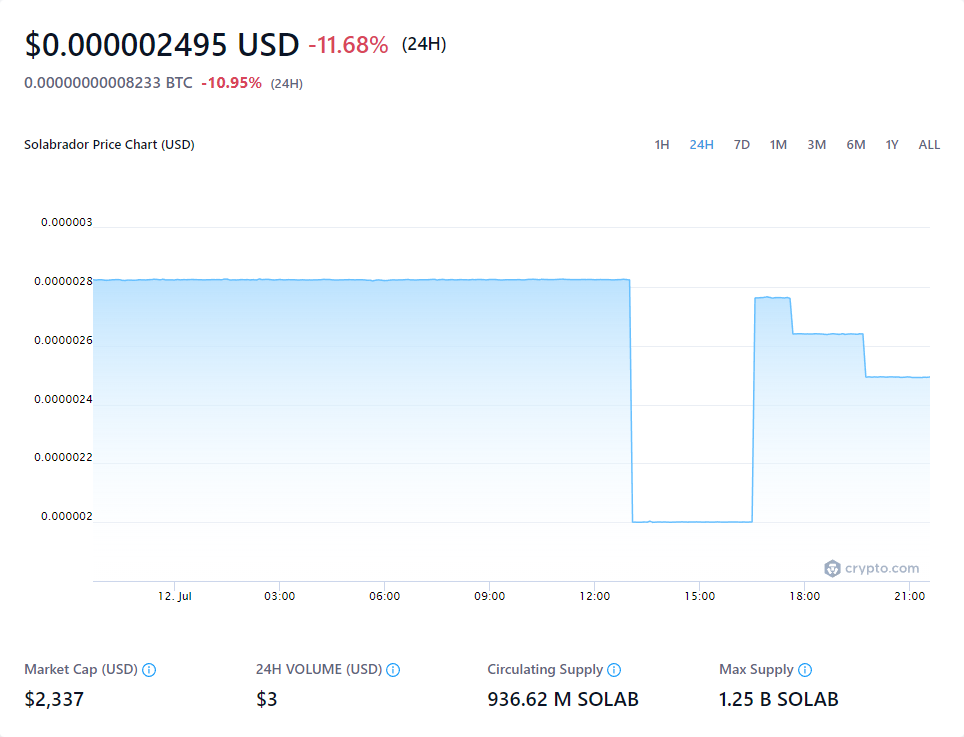 $0.000002495 USD -11.68% (24H)
0.00000000008233 BTC -10.95% (24H)
Solabrador Price Chart (USD) 1H 24H 7D 1M 3M 6M 1Y ALL
0.000003
0.0000028
0.0000026
0.0000024
0.0000022
0.000002
crypto.com
12. Jul 03:00 06:00 09:00 12:00 15:00 18:00 21:00
Market Cap (USD) 24H VOLUME (USD) Circulating Supply Max Supply
$2,337 $3 936.62 M SOLAB 1.25 B SOLAB